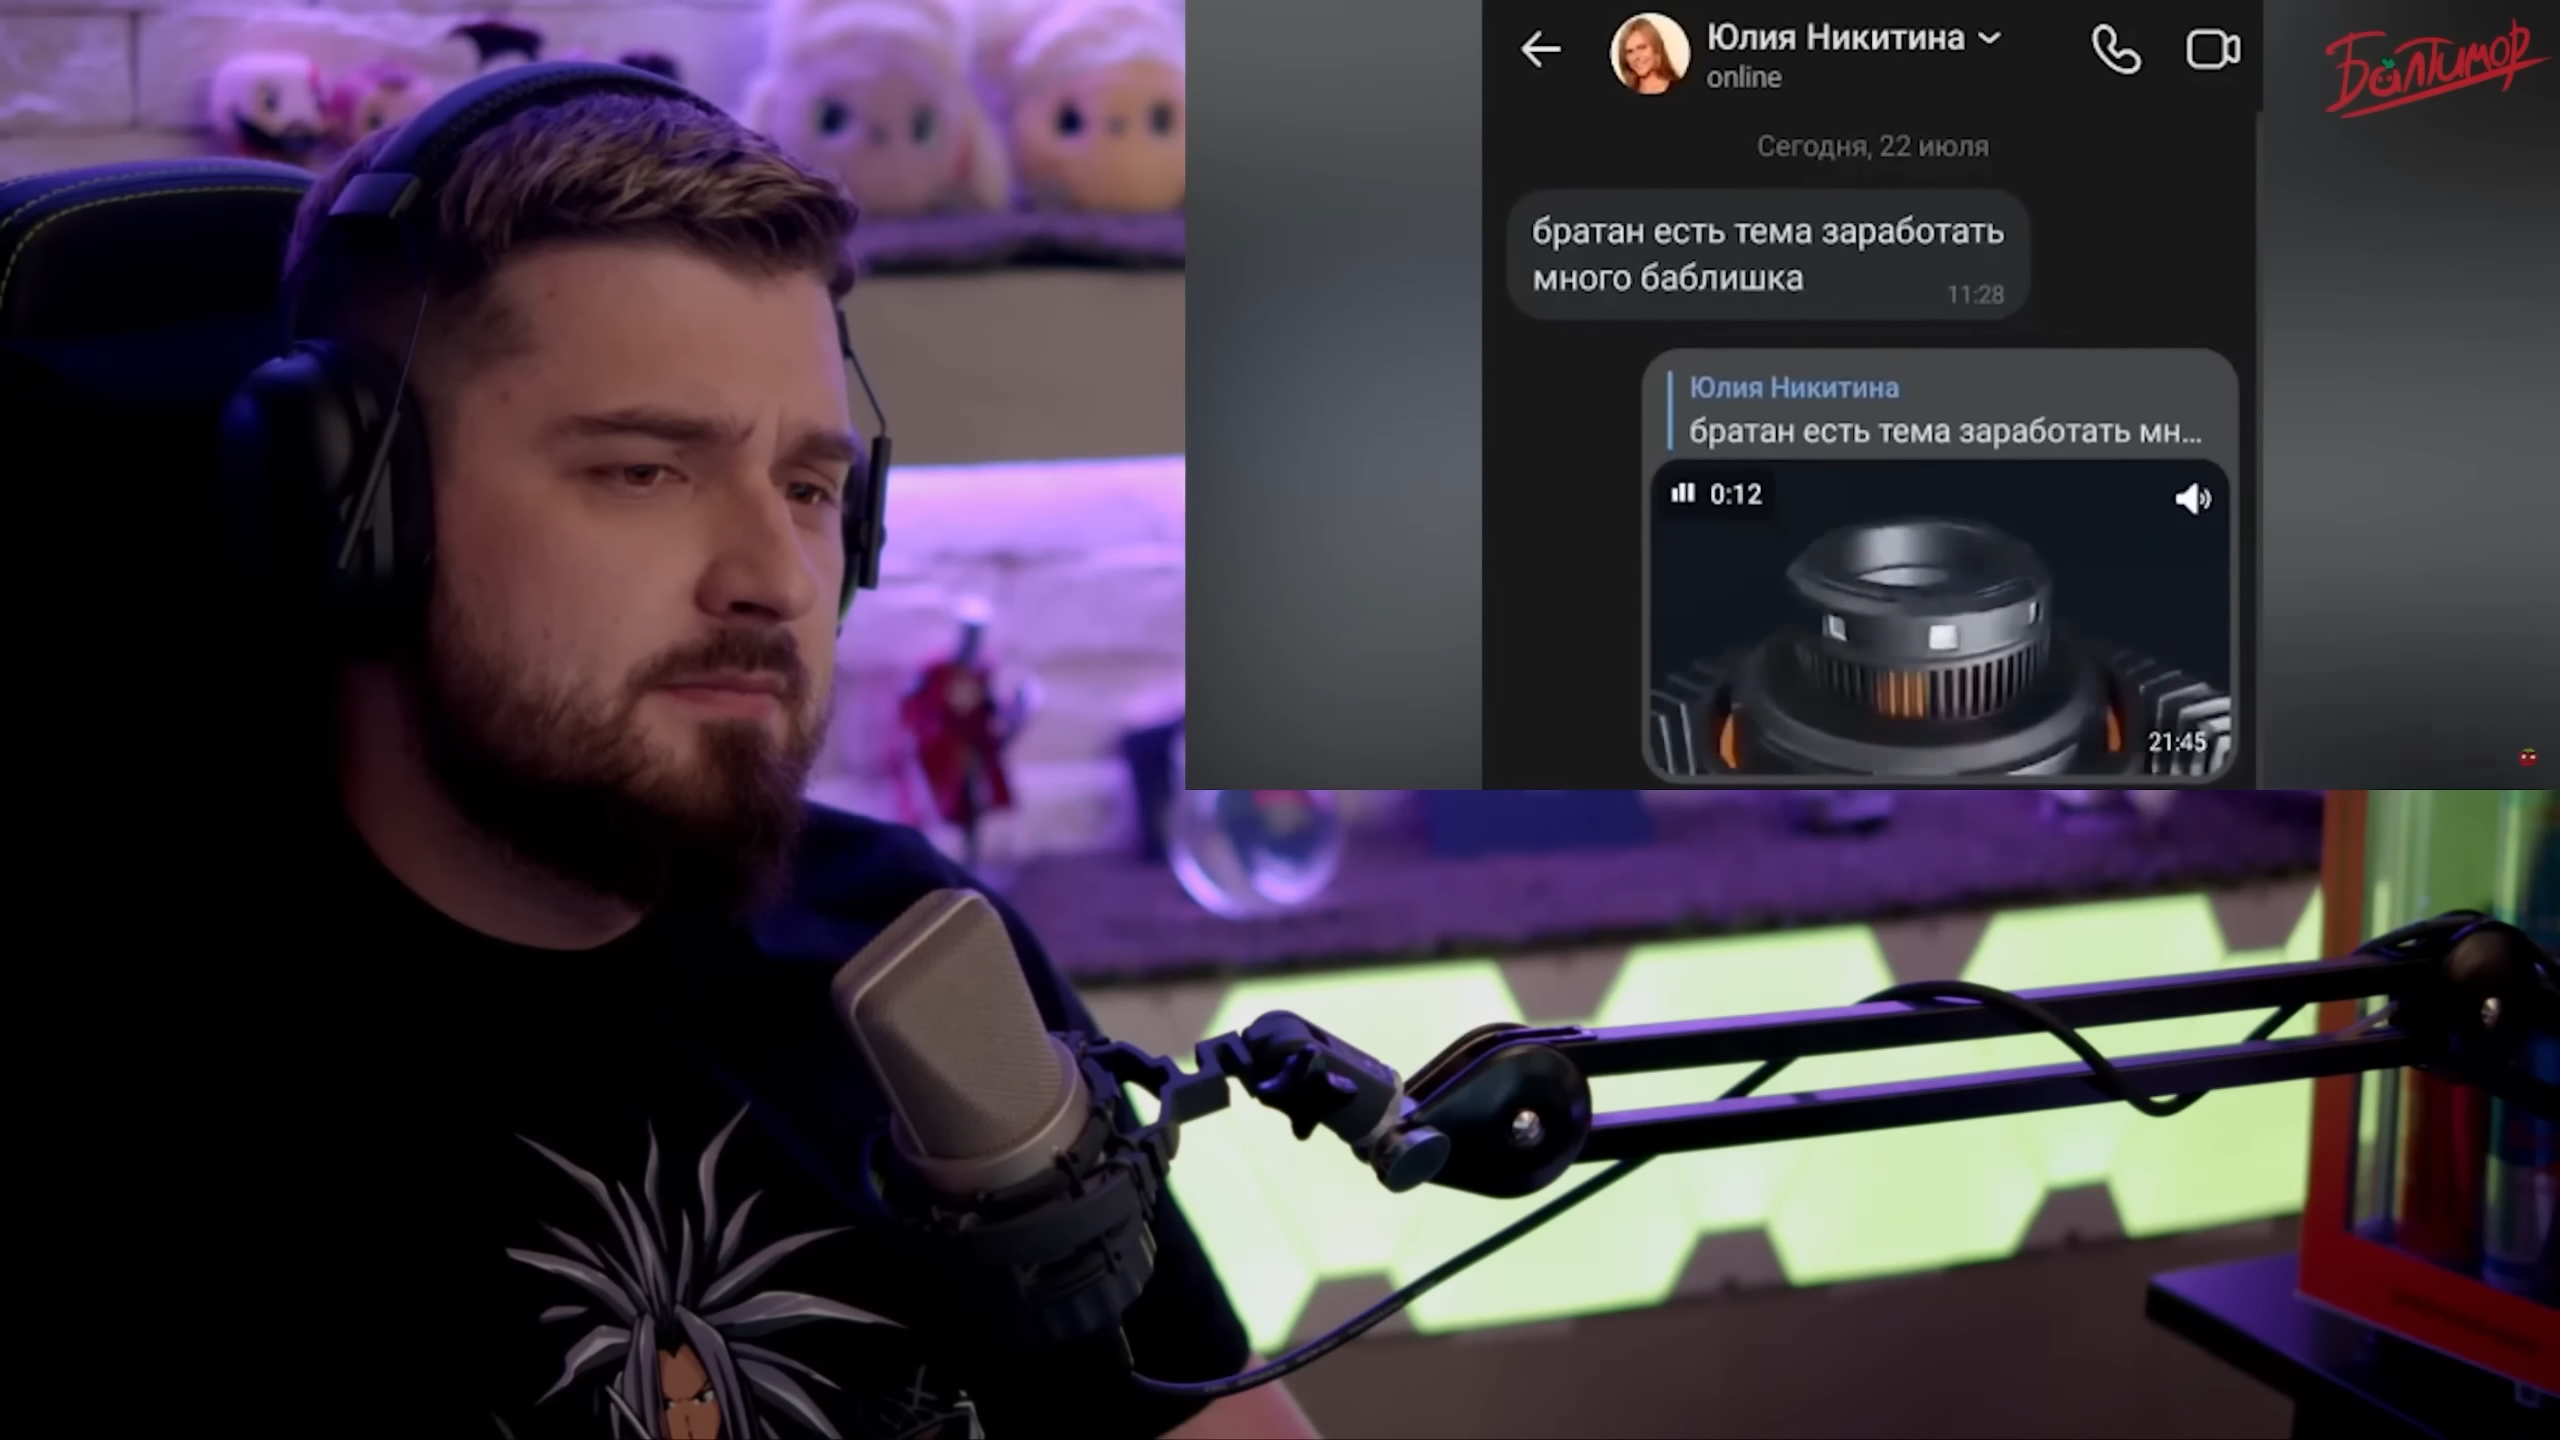 Юлия Никитина
online
Балтимор
Сегодня, 22 июля
братан есть тема заработать
много баблишка
11:28
Юлия Никитина
братан есть тема заработать мн...
0:12
21:45